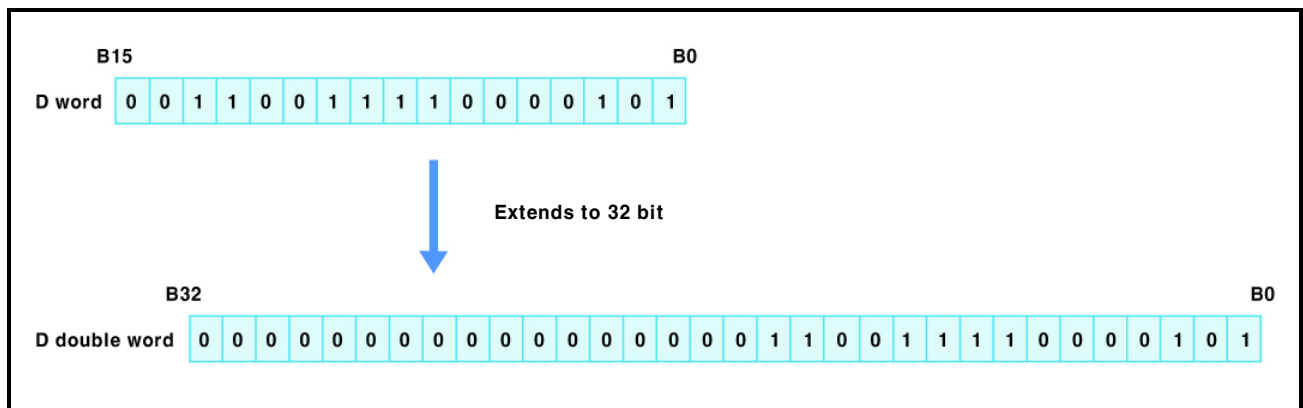 B15 B0
D word 0 0 1 1 0 0 1 1 1 1 0 0 0 0 1 0 1
Extends to 32 bit
B32 B0
D double word 0 0 0 0 0 0 0 0 0 0 0 0 0 0 0 0 0 1 1 0 0 1 1 1 1 0 0 0 0 1 0 1